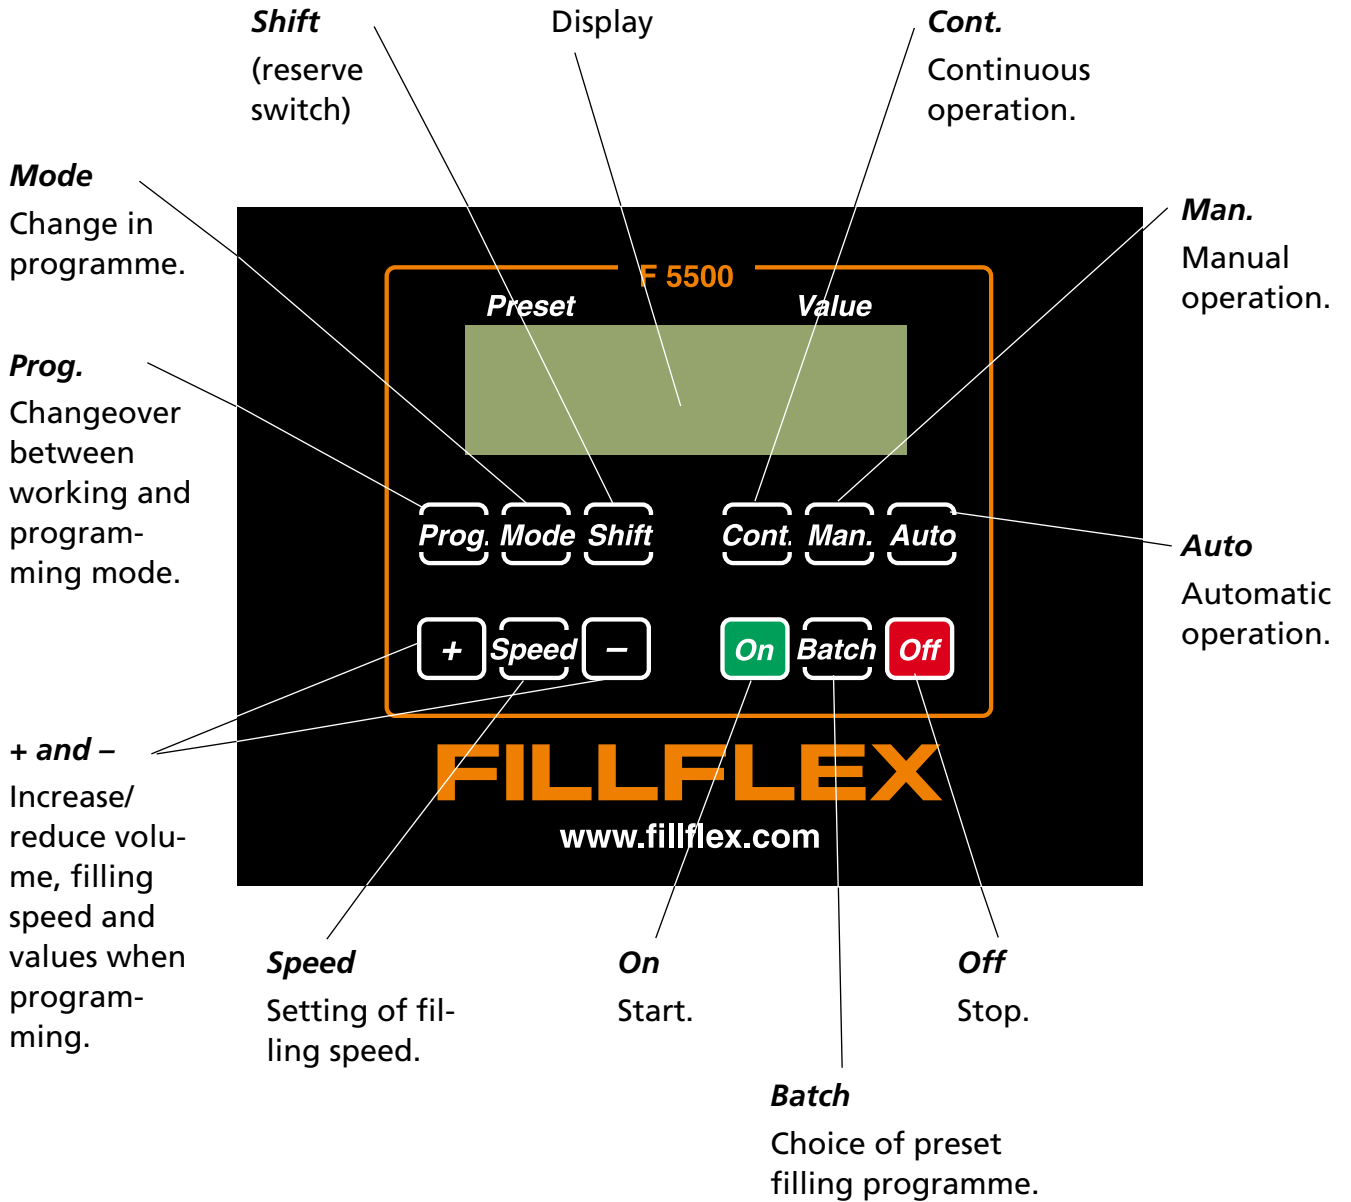 Shift
(reserve
switch)
Display
Cont.
Continuous
operation.
Mode
Change in
programme.
Man.
Manual
operation.
Prog.
Changeover
between
working and
program-
ming mode.
Auto
Automatic
operation.
F 5500
Preset Value
Prog. Mode Shift Cont. Man. Auto
+ Speed – On Batch Off
FILLFLEX
www.fillflex.com
+ and –
Increase/
reduce volu-
me, filling
speed and
values when
program-
ming.
Speed
Setting of fil-
ling speed.
On
Start.
Off
Stop.
Batch
Choice of preset
filling programme.